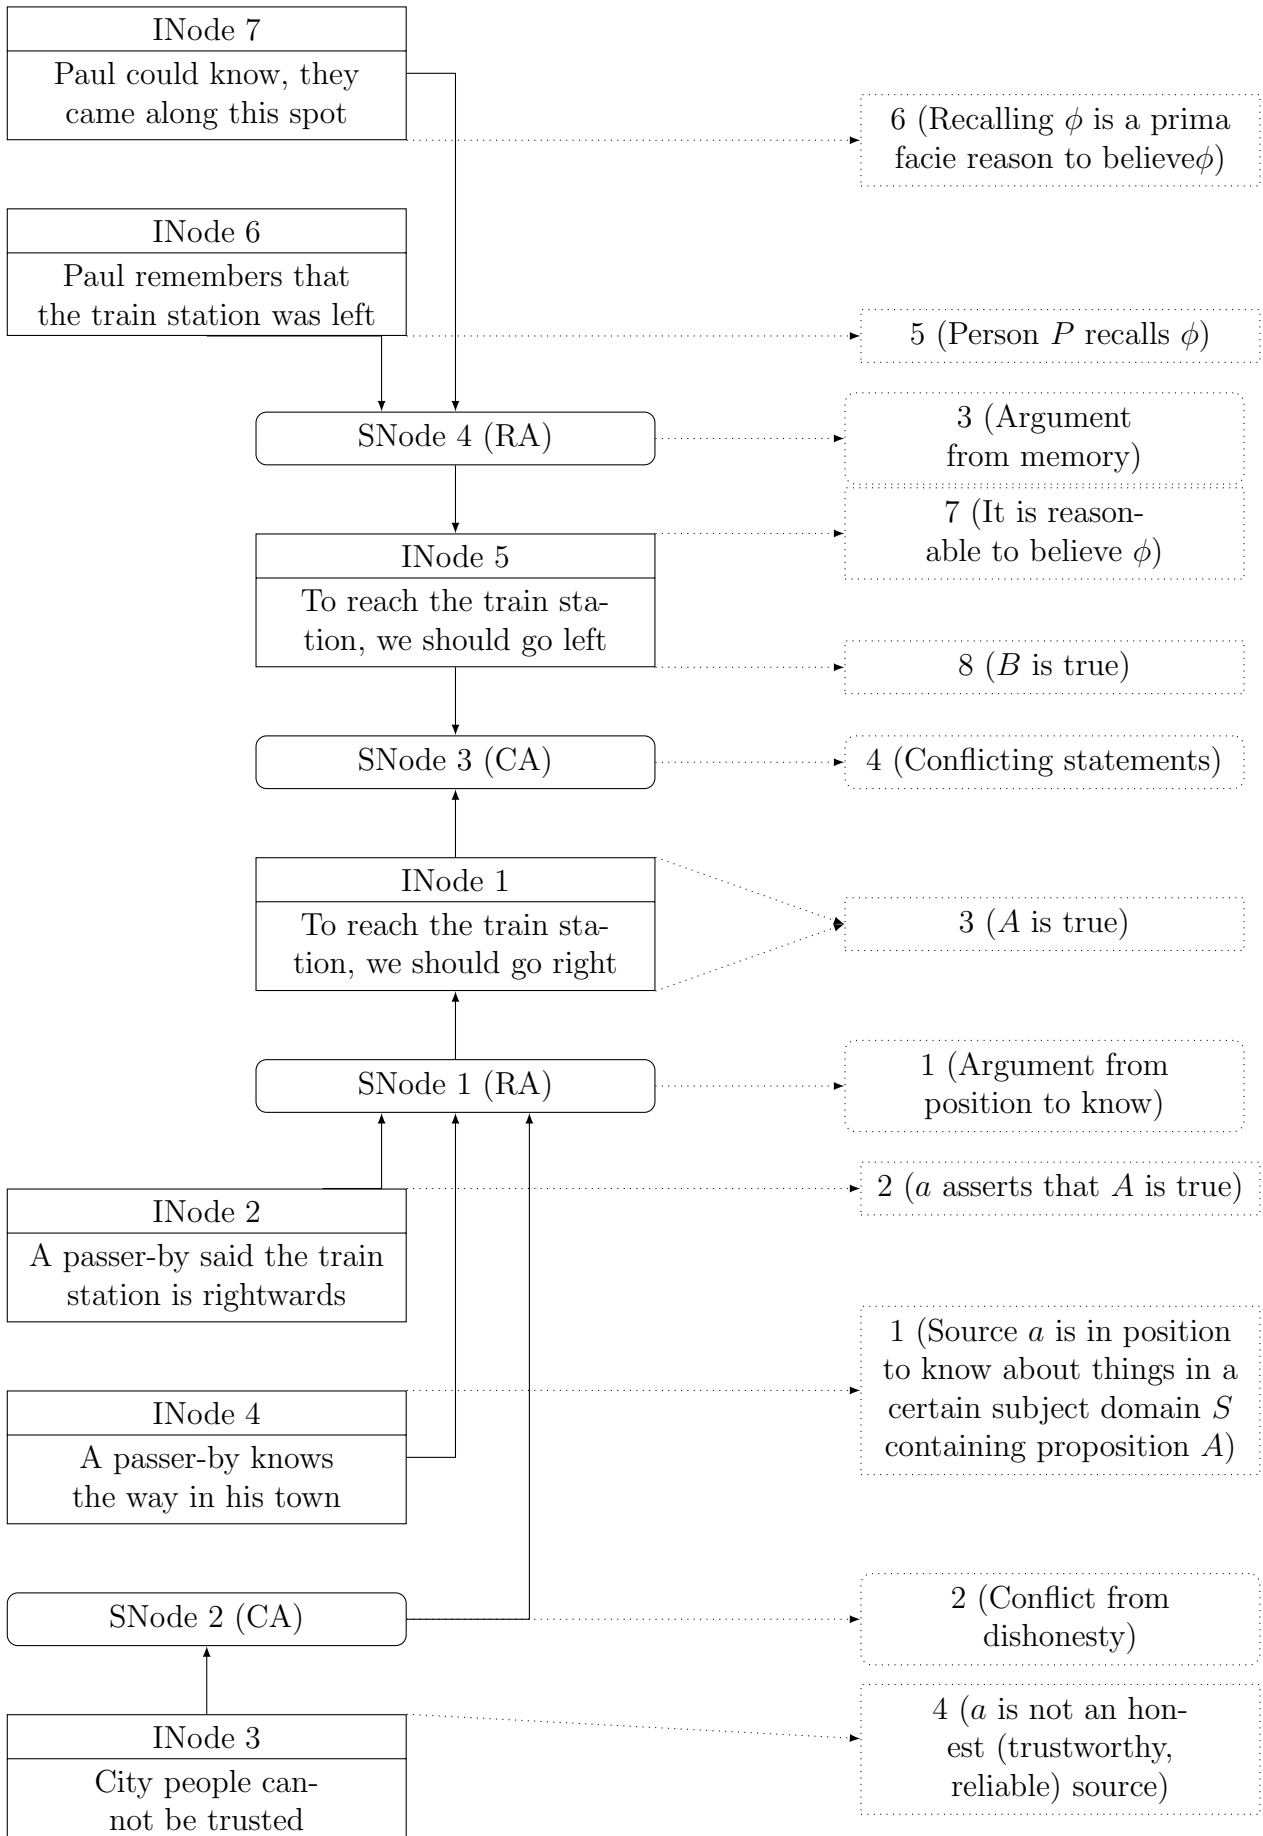 INode 7
Paul could know, they
came along this spot
6 (Recalling ϕ is a prima
facie reason to believeϕ)
INode 6
Paul remembers that
the train station was left
5 (Person P recalls ϕ)
SNode 4 (RA)
3 (Argument
from memory)
7 (It is reason-
able to believe ϕ)
INode 5
To reach the train sta-
tion, we should go left
8 (B is true)
SNode 3 (CA)
4 (Conflicting statements)
INode 1
To reach the train sta-
tion, we should go right
3 (A is true)
SNode 1 (RA)
1 (Argument from
position to know)
2 (a asserts that A is true)
INode 2
A passer-by said the train
station is rightwards
1 (Source a is in position
to know about things in a
certain subject domain S
containing proposition A)
INode 4
A passer-by knows
the way in his town
SNode 2 (CA)
2 (Conflict from
dishonesty)
INode 3
City people can-
not be trusted
4 (a is not an hon-
est (trustworthy,
reliable) source)